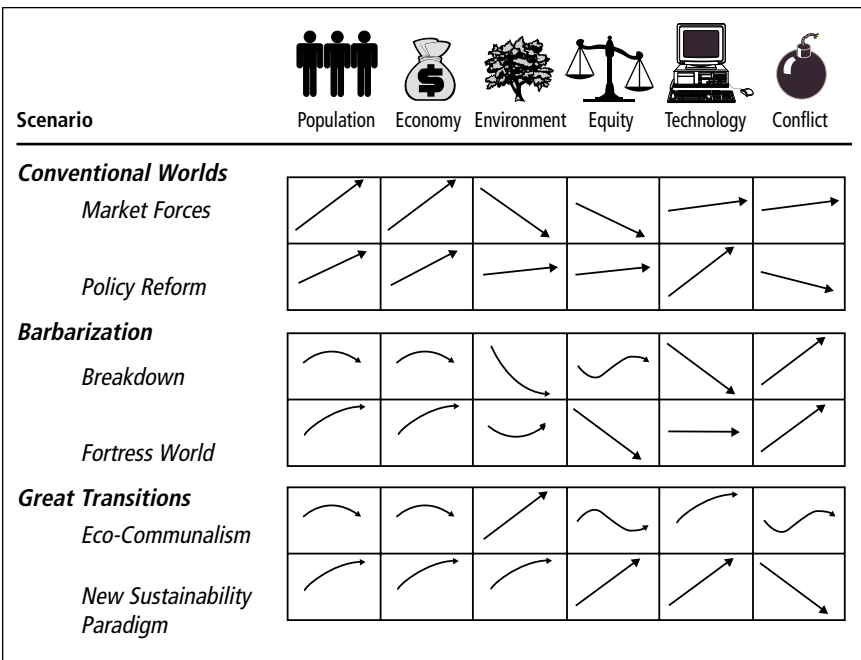 Scenario Population Economy Environment Equity Technology Conflict
Conventional Worlds
Market Forces
Policy Reform
Barbarization
Breakdown
Fortress World
Great Transitions
Eco-Communalism
New Sustainability
Paradigm
$